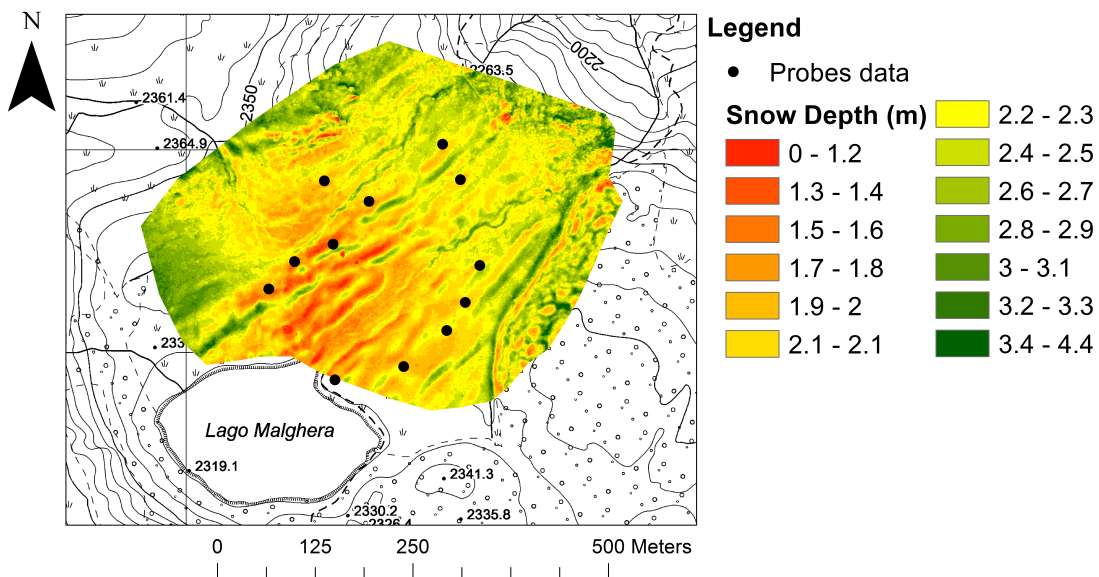 N
Legend
Probes data
Snow Depth (m)
0 - 1.2
1.3 - 1.4
1.5 - 1.6
1.7 - 1.8
1.9 - 2
2.1 - 2.1
2.2 - 2.3
2.4 - 2.5
2.6 - 2.7
2.8 - 2.9
3 - 3.1
3.2 - 3.3
3.4 - 4.4
2263.5
2200
2361.4
2350
2364.9
233
Lago Malghera
2319.1
2341.3
2330.2
2326.4
2335.8
0 125 250 500 Meters